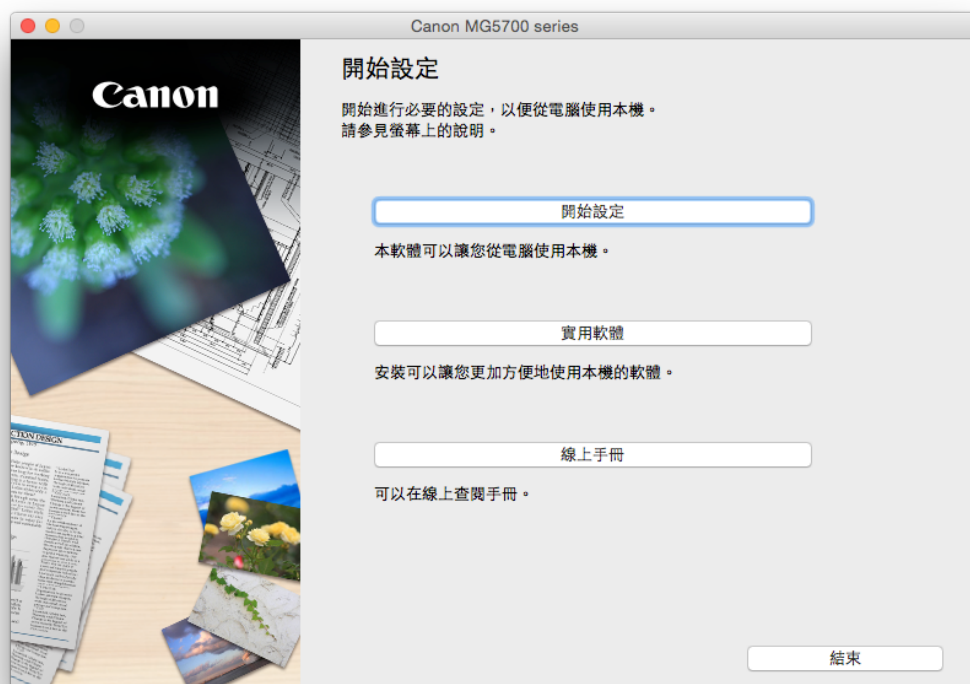 Canon MG5700 series
Canon
開始設定
開始進行必要的設定，以便從電腦使用本機。
請參見螢幕上的說明。
開始設定
本軟體可以讓您從電腦使用本機。
實用軟體
安裝可以讓您更加方便地使用本機的軟體。
線上手冊
可以在線上查閱手冊。
結束